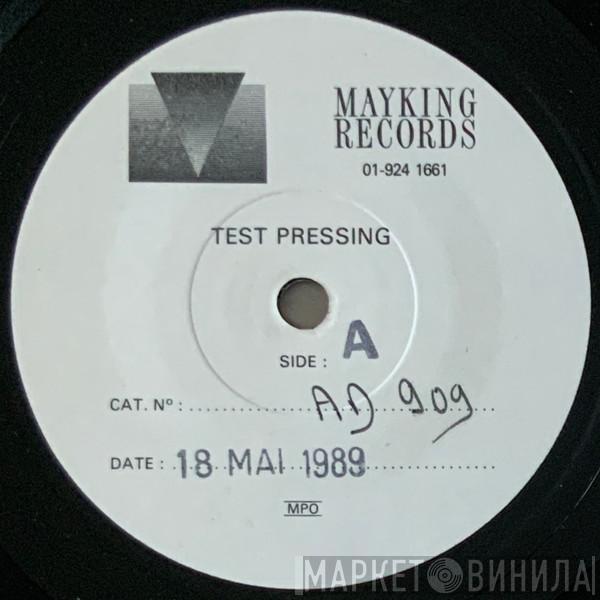 MAYKING
RECORDS
01-924 1661
TEST PRESSING
SIDE : A
CAT. Nº : AD 909
DATE : 18 MAI 1989
MPO
МАРКЕТ ВИНИЛА